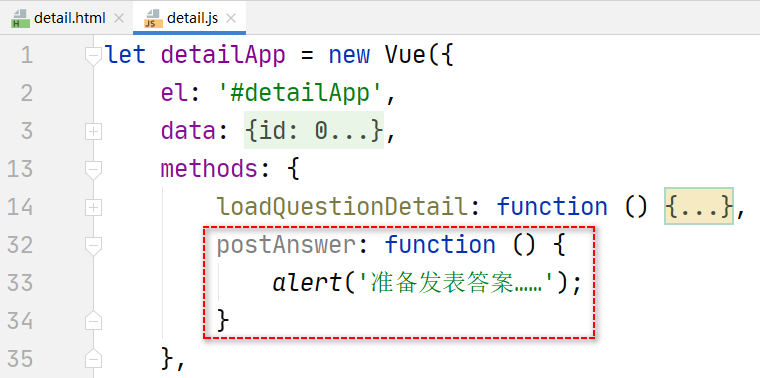 detail.html × detail.js ×
1 let detailApp = new Vue({
2 el: '#detailApp',
3 data: {id: 0...},
13 methods: {
14 loadQuestionDetail: function () {...},
32 postAnswer: function () {
33 alert('准备发表答案……');
34 }
35 },